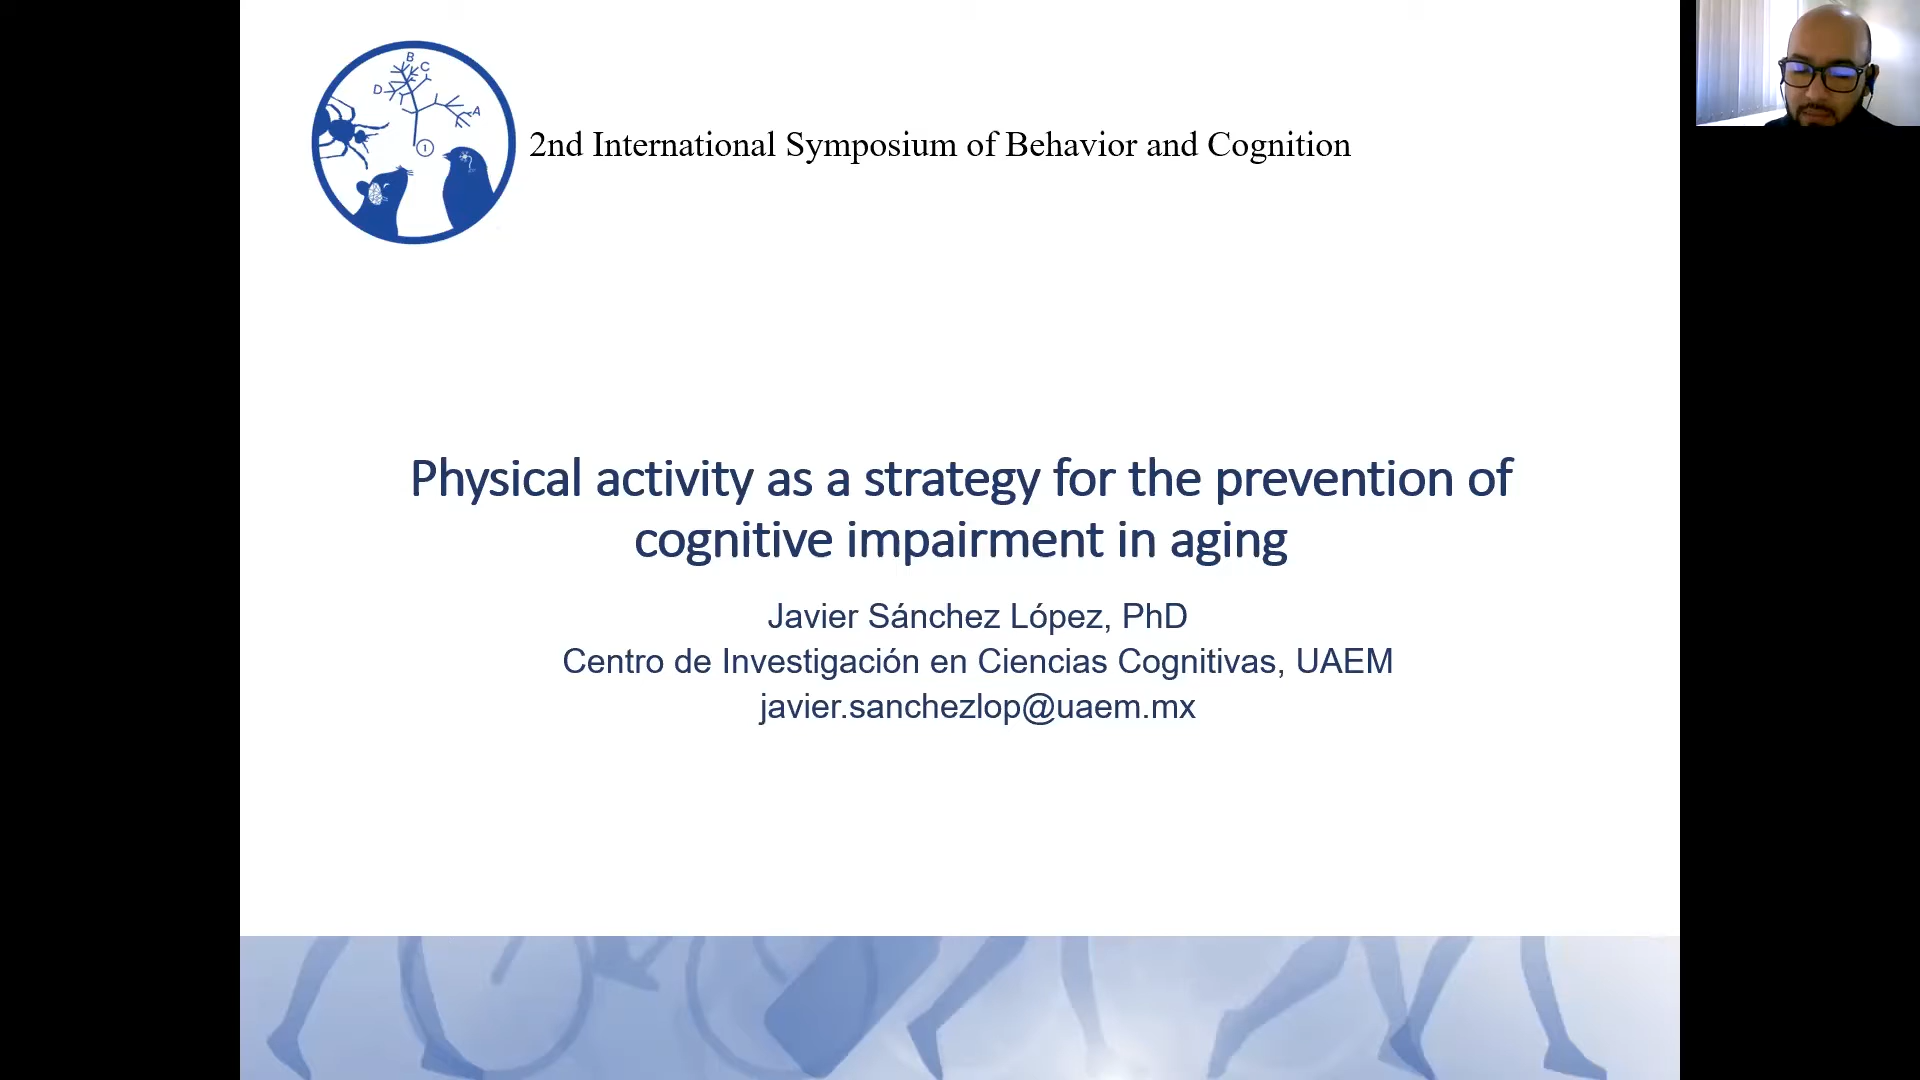 B
C
D
A
1
2nd International Symposium of Behavior and Cognition
Physical activity as a strategy for the prevention of
cognitive impairment in aging
Javier Sánchez López, PhD
Centro de Investigación en Ciencias Cognitivas, UAEM
javier.sanchezlop@uaem.mx